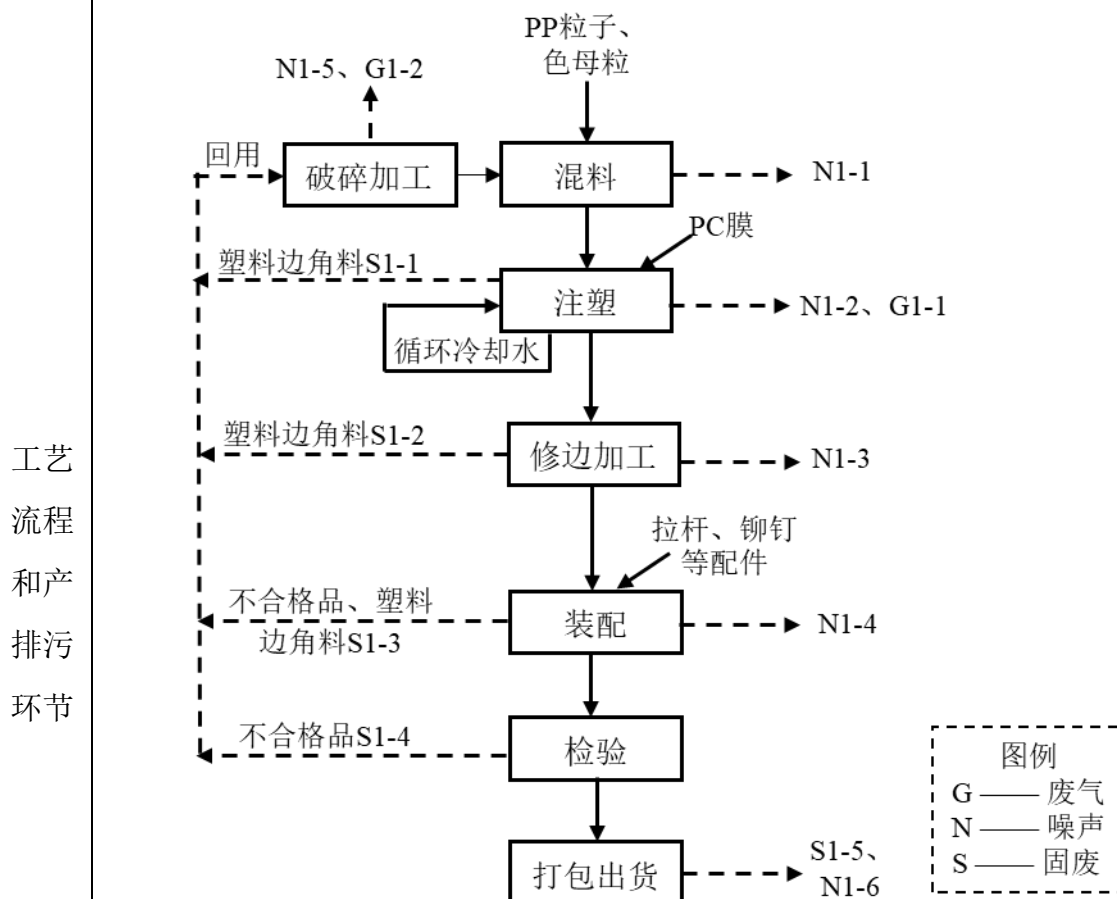 PP粒子、
色母粒
N1-5、G1-2
回用
破碎加工
混料
N1-1
PC膜
塑料边角料S1-1
注塑
N1-2、G1-1
循环冷却水
塑料边角料S1-2
修边加工
N1-3
拉杆、铆钉
等配件
不合格品、塑料
边角料S1-3
装配
N1-4
不合格品S1-4
检验
打包出货
S1-5、
N1-6
工艺
流程
和产
排污
环节
图例
G —— 废气
N —— 噪声
S —— 固废